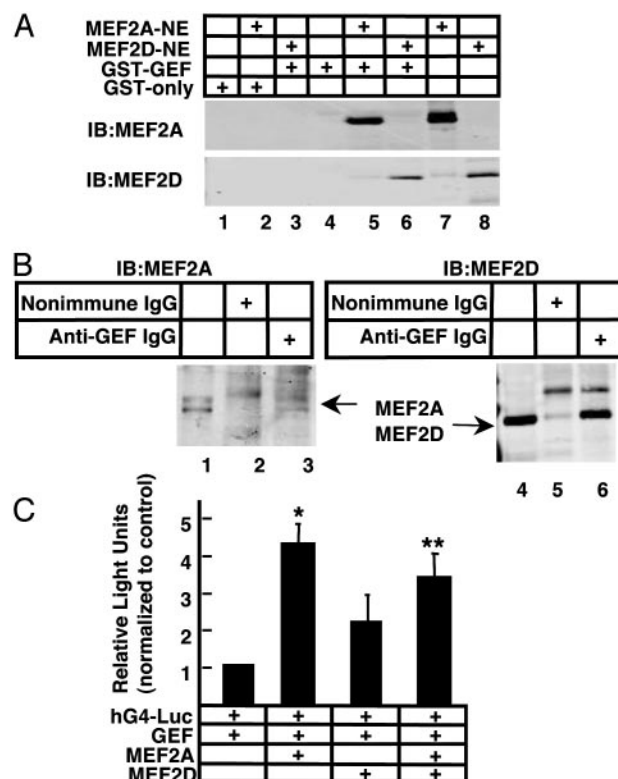 A
MEF2A-NE + + +
MEF2D-NE + + +
GST-GEF + + + +
GST-only + +
IB:MEF2A
IB:MEF2D
1 2 3 4 5 6 7 8
B
IB:MEF2A IB:MEF2D
Nonimmune IgG + Nonimmune IgG +
Anti-GEF IgG + Anti-GEF IgG +
MEF2A
MEF2D
1 2 3 4 5 6
C
Relative Light Units
(normalized to control)
5
4
3
2
1
* **
hG4-Luc + + + +
GEF + + + +
MEF2A + +
MEF2D + +